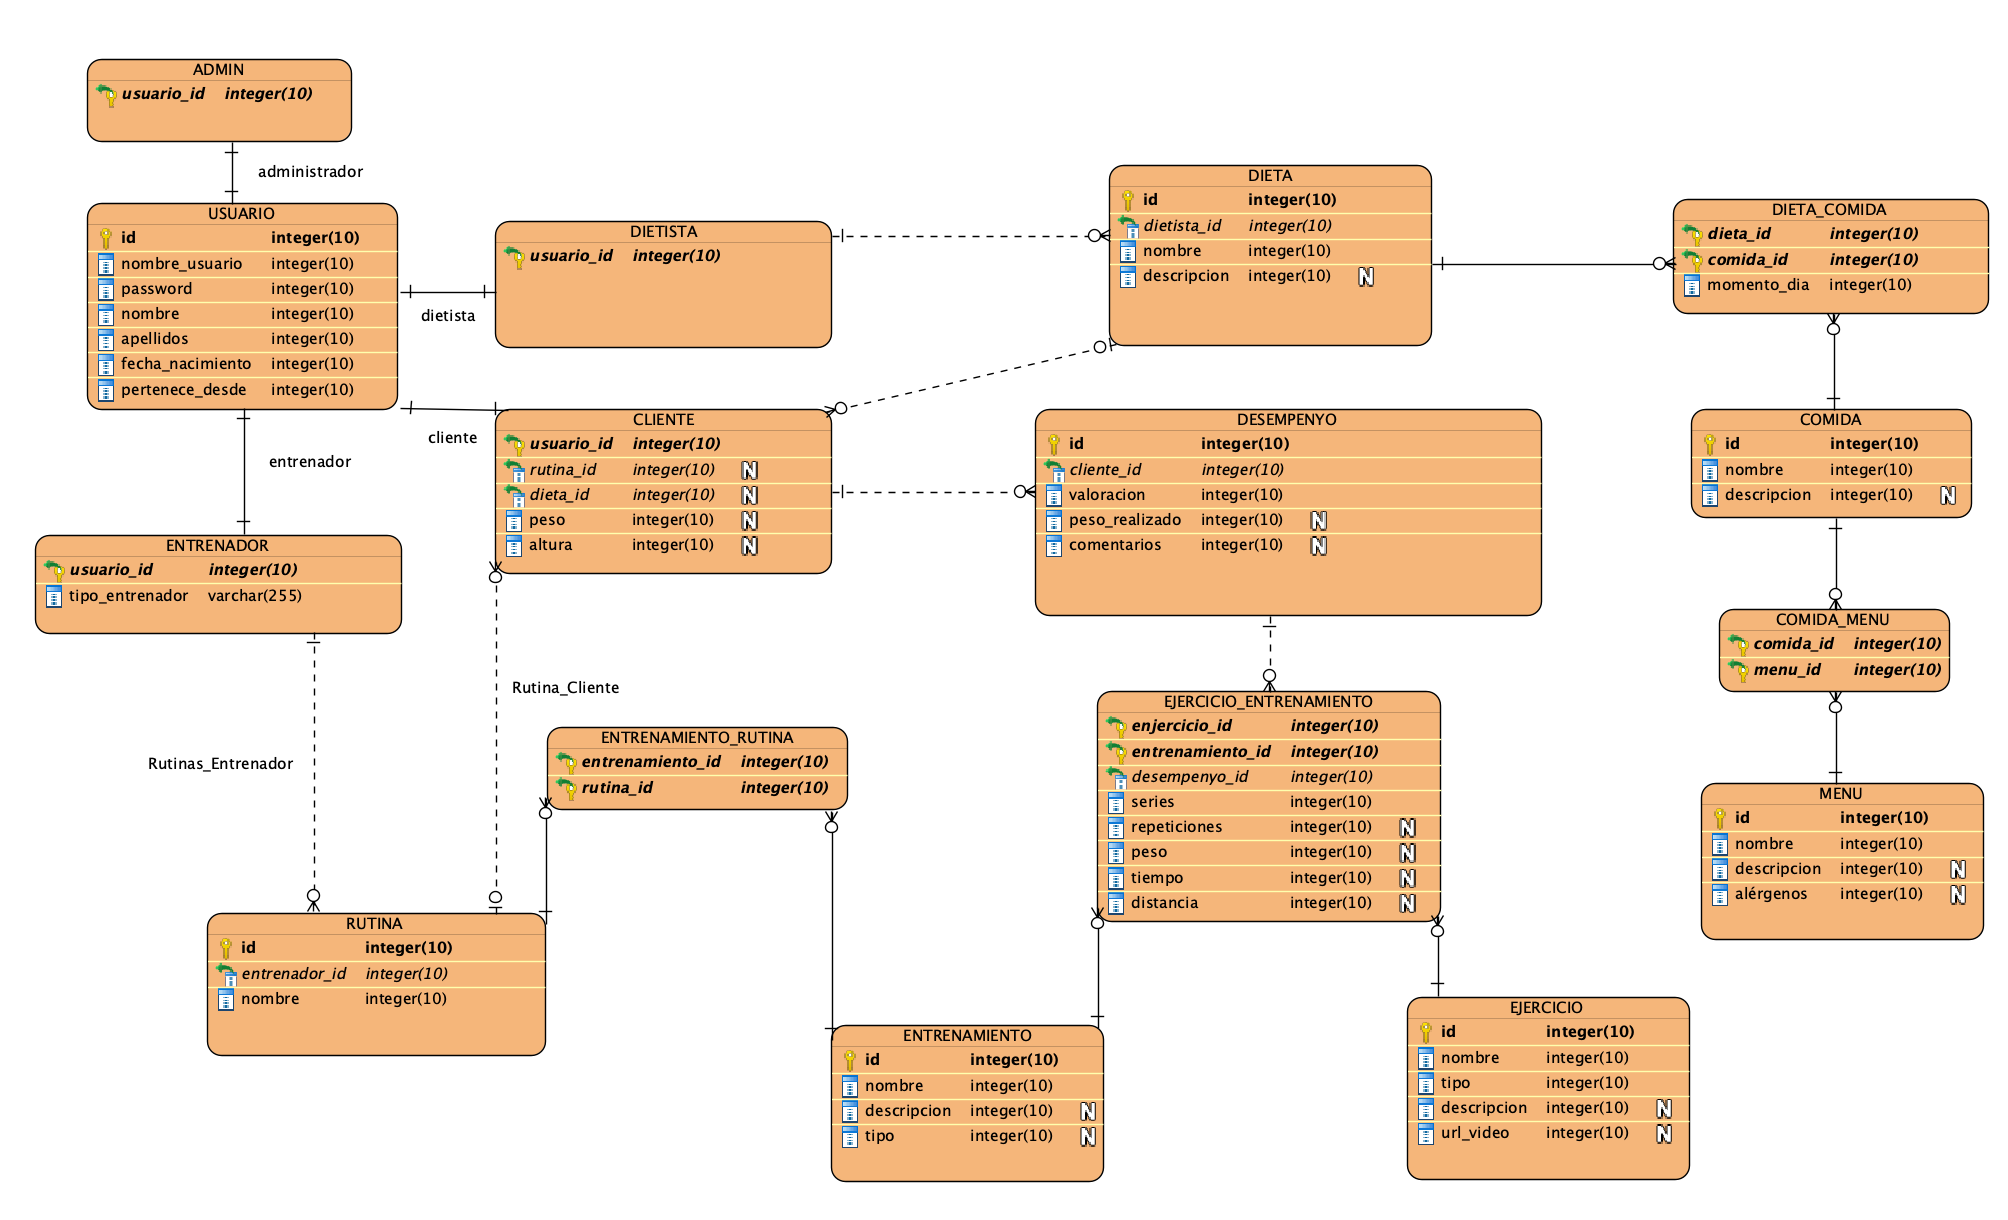 ADMIN
usuario_id integer(10)
administrador
USUARIO
id integer(10)
nombre_usuario integer(10)
password integer(10)
nombre integer(10)
apellidos integer(10)
fecha_nacimiento integer(10)
pertenece_desde integer(10)
dietista
DIETISTA
usuario_id integer(10)
DIETA
id integer(10)
dietista_id integer(10)
nombre integer(10)
descripcion integer(10) N
DIETA_COMIDA
dieta_id integer(10)
comida_id integer(10)
momento_dia integer(10)
cliente
CLIENTE
usuario_id integer(10)
rutina_id integer(10) N
dieta_id integer(10) N
peso integer(10) N
altura integer(10) N
DESEMPENYO
id integer(10)
cliente_id integer(10)
valoracion integer(10)
peso_realizado integer(10) N
comentarios integer(10) N
COMIDA
id integer(10)
nombre integer(10)
descripcion integer(10) N
entrenador
ENTRENADOR
usuario_id integer(10)
tipo_entrenador varchar(255)
COMIDA_MENU
comida_id integer(10)
menu_id integer(10)
Rutina_Cliente
Rutinas_Entrenador
ENTRENAMIENTO_RUTINA
entrenamiento_id integer(10)
rutina_id integer(10)
EJERCICIO_ENTRENAMIENTO
enjercicio_id integer(10)
entrenamiento_id integer(10)
desempenyo_id integer(10)
series integer(10)
repeticiones integer(10) N
peso integer(10) N
tiempo integer(10) N
distancia integer(10) N
MENU
id integer(10)
nombre integer(10)
descripcion integer(10) N
alérgenos integer(10) N
RUTINA
id integer(10)
entrenador_id integer(10)
nombre integer(10)
ENTRENAMIENTO
id integer(10)
nombre integer(10)
descripcion integer(10) N
tipo integer(10) N
EJERCICIO
id integer(10)
nombre integer(10)
tipo integer(10)
descripcion integer(10) N
url_video integer(10) N